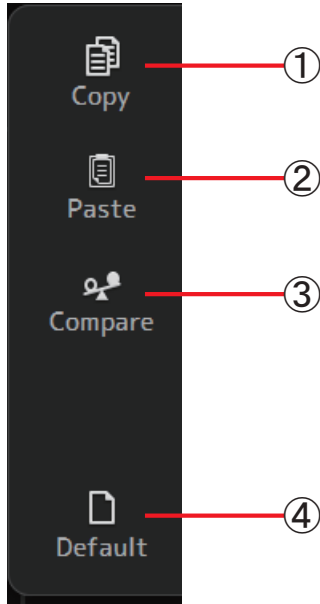 Copy ①
Paste ②
Compare ③
Default ④